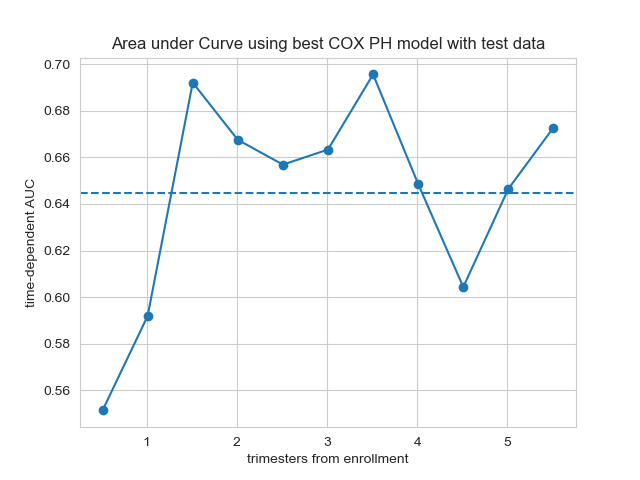 Area under Curve using best COX PH model with test data
0.70
0.68
0.66
0.64
0.62
0.60
0.58
0.56
time-dependent AUC
1 2 3 4 5
trimesters from enrollment